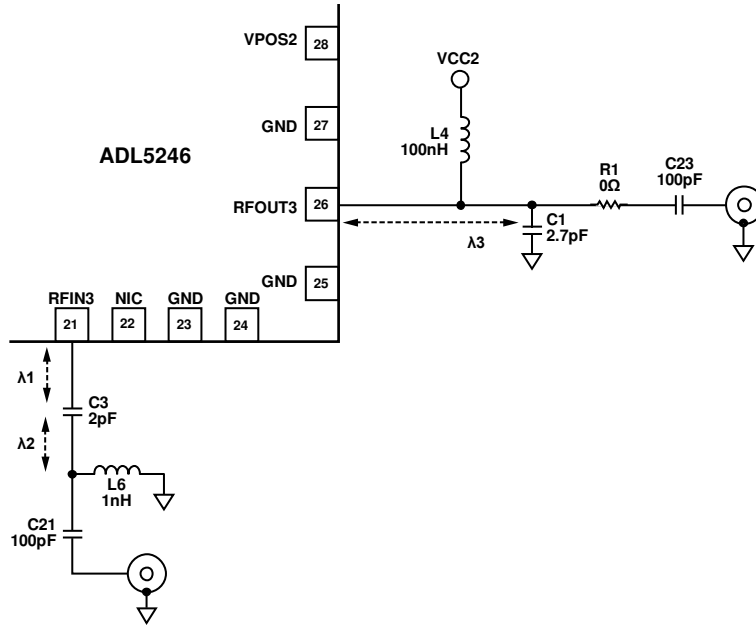 VPOS2
28
VCC2
GND
27
L4
100nH
ADL5246
R1
0Ω
C23
100pF
RFOUT3
26
λ3
C1
2.7pF
GND
25
RFIN3
NIC
GND
GND
21
22
23
24
λ1
C3
2pF
λ2
L6
1nH
C21
100pF